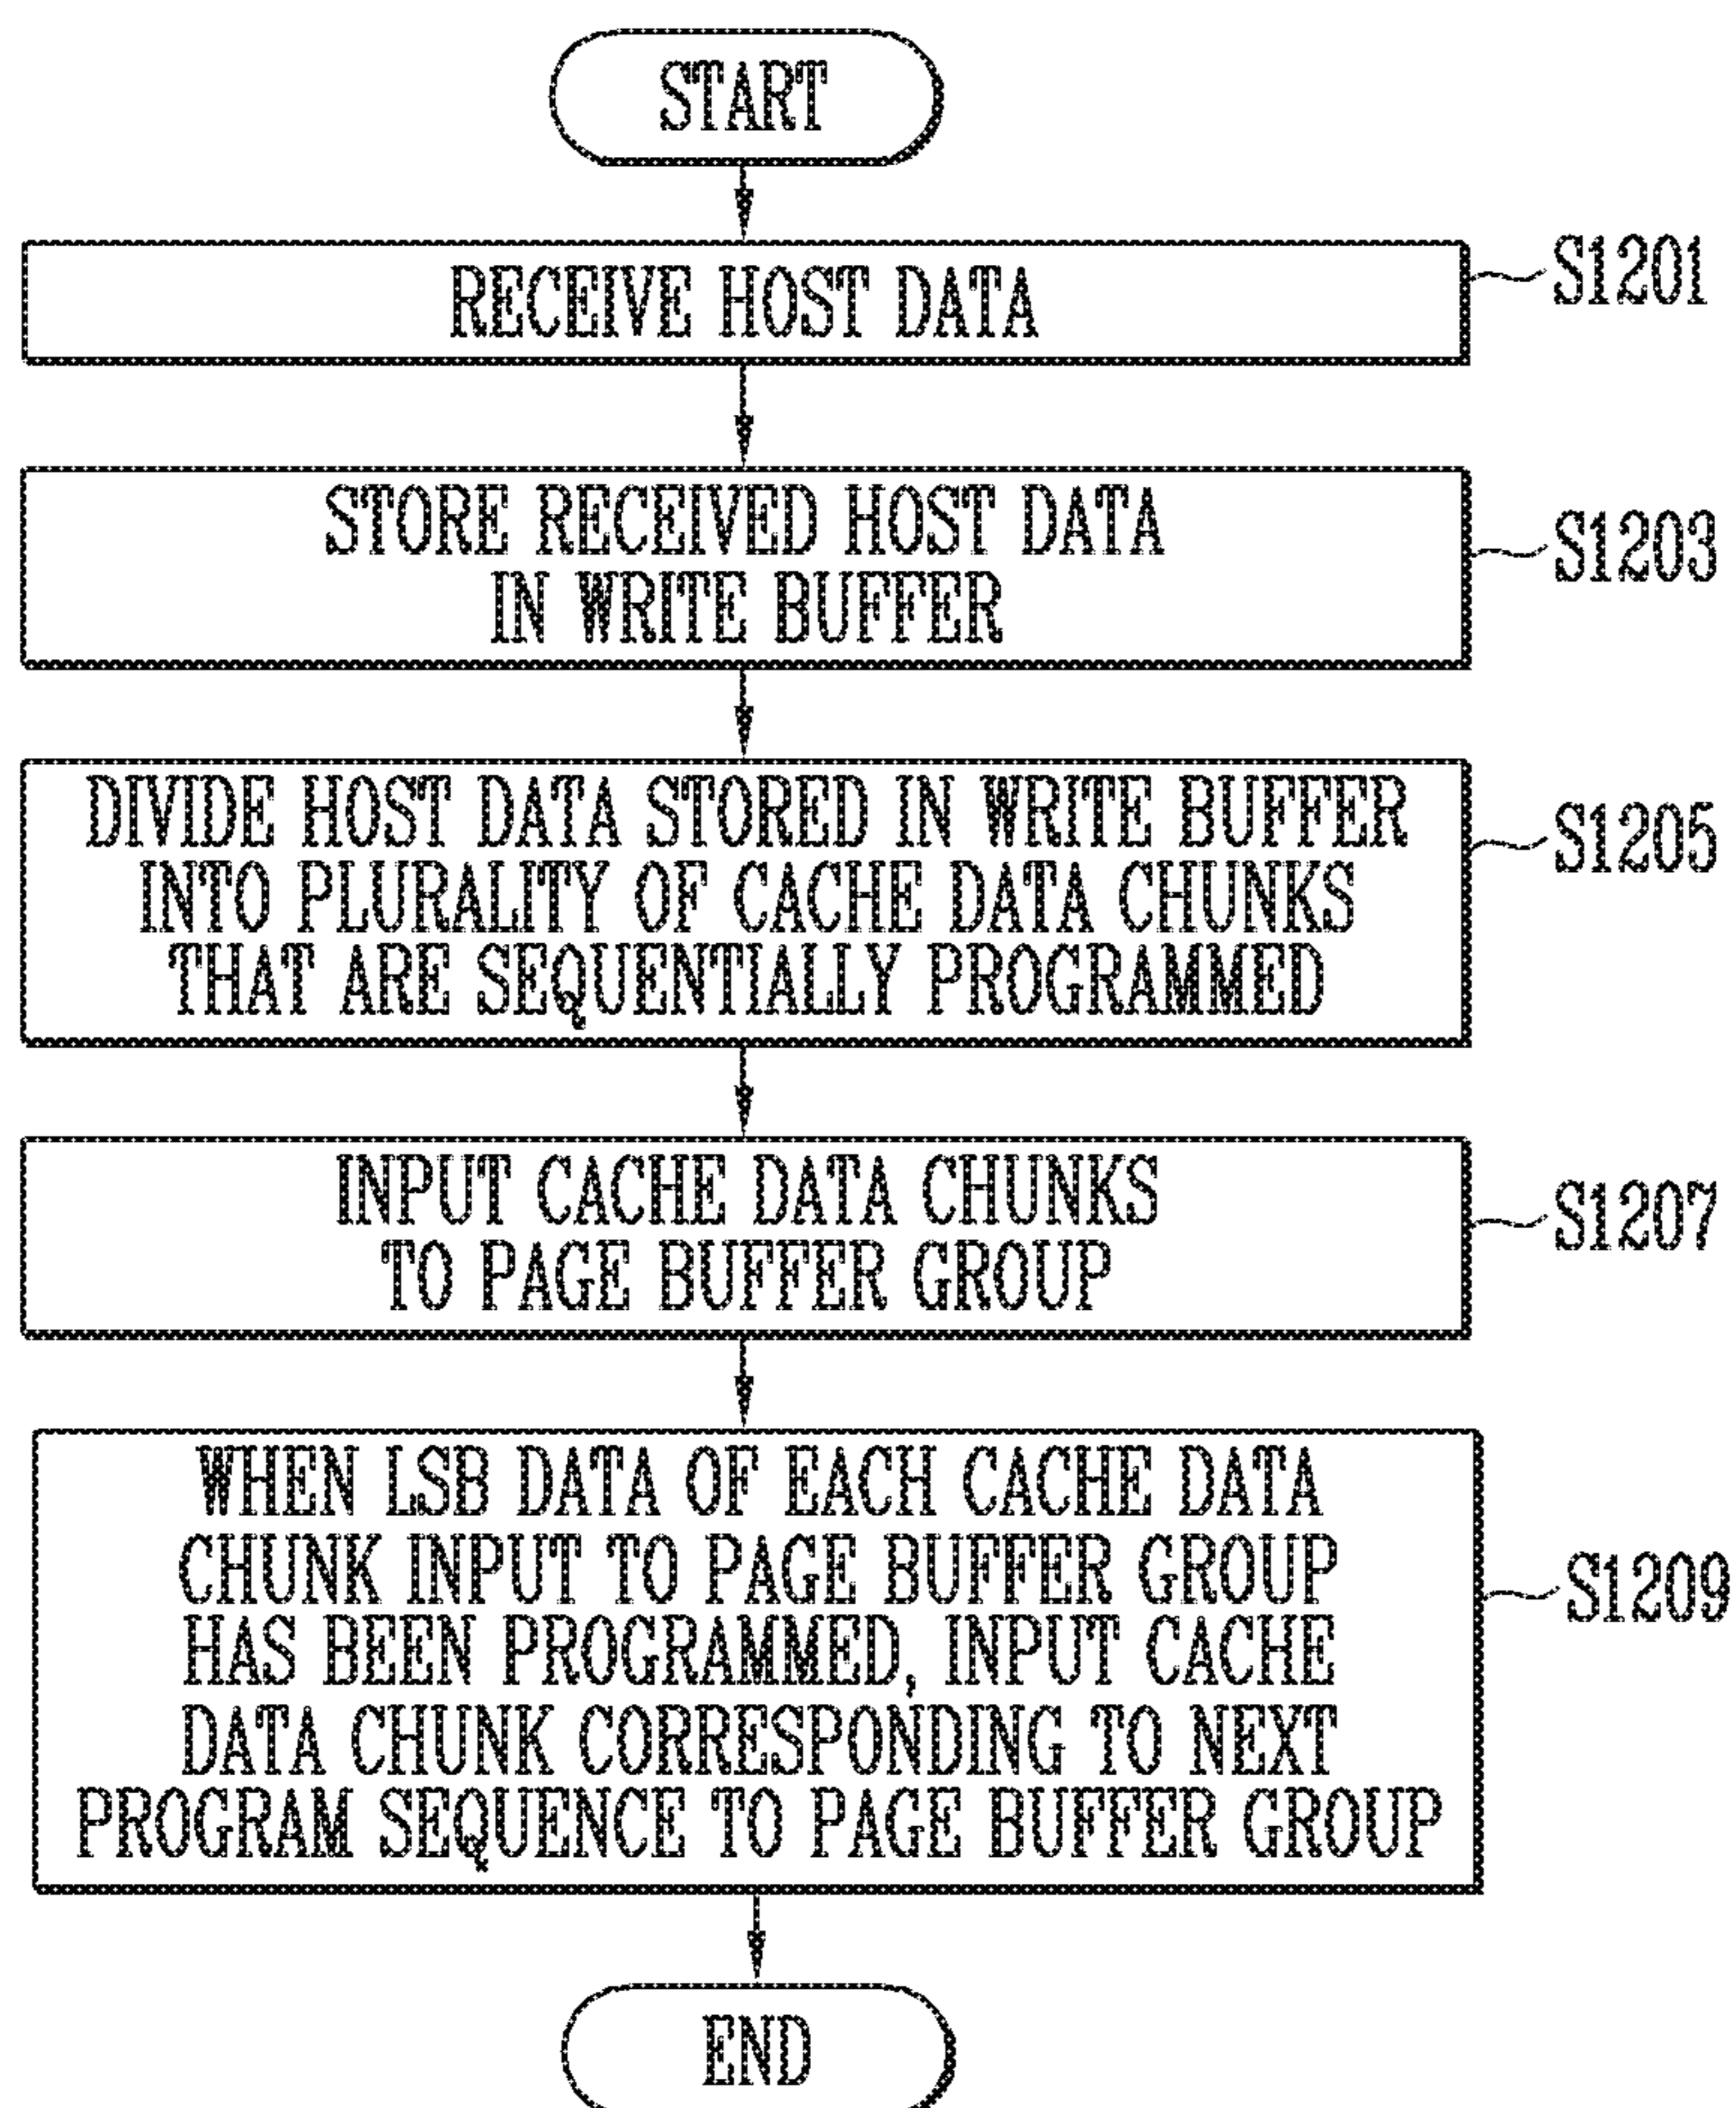 START
RECEIVE HOST DATA
S1201
STORE RECEIVED HOST DATA
IN WRITE BUFFER
S1203
DIVIDE HOST DATA STORED IN WRITE BUFFER
INTO PLURALITY OF CACHE DATA CHUNKS
THAT ARE SEQUENTIALLY PROGRAMMED
S1205
INPUT CACHE DATA CHUNKS
TO PAGE BUFFER GROUP
S1207
WHEN LSB DATA OF EACH CACHE DATA
CHUNK INPUT TO PAGE BUFFER GROUP
HAS BEEN PROGRAMMED, INPUT CACHE
DATA CHUNK CORRESPONDING TO NEXT
PROGRAM SEQUENCE TO PAGE BUFFER GROUP
S1209
END